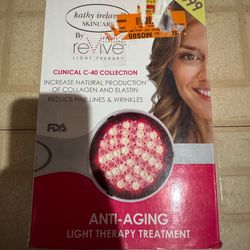 kathy ireland
SKINCARE
By
reVive
LIGHT THERAPY
CLINICAL C-40 COLLECTION
INCREASE NATURAL PRODUCTION
OF COLLAGEN AND ELASTIN
REDUCE FINE LINES & WRINKLES
FDA
ANTI-AGING
LIGHT THERAPY TREATMENT